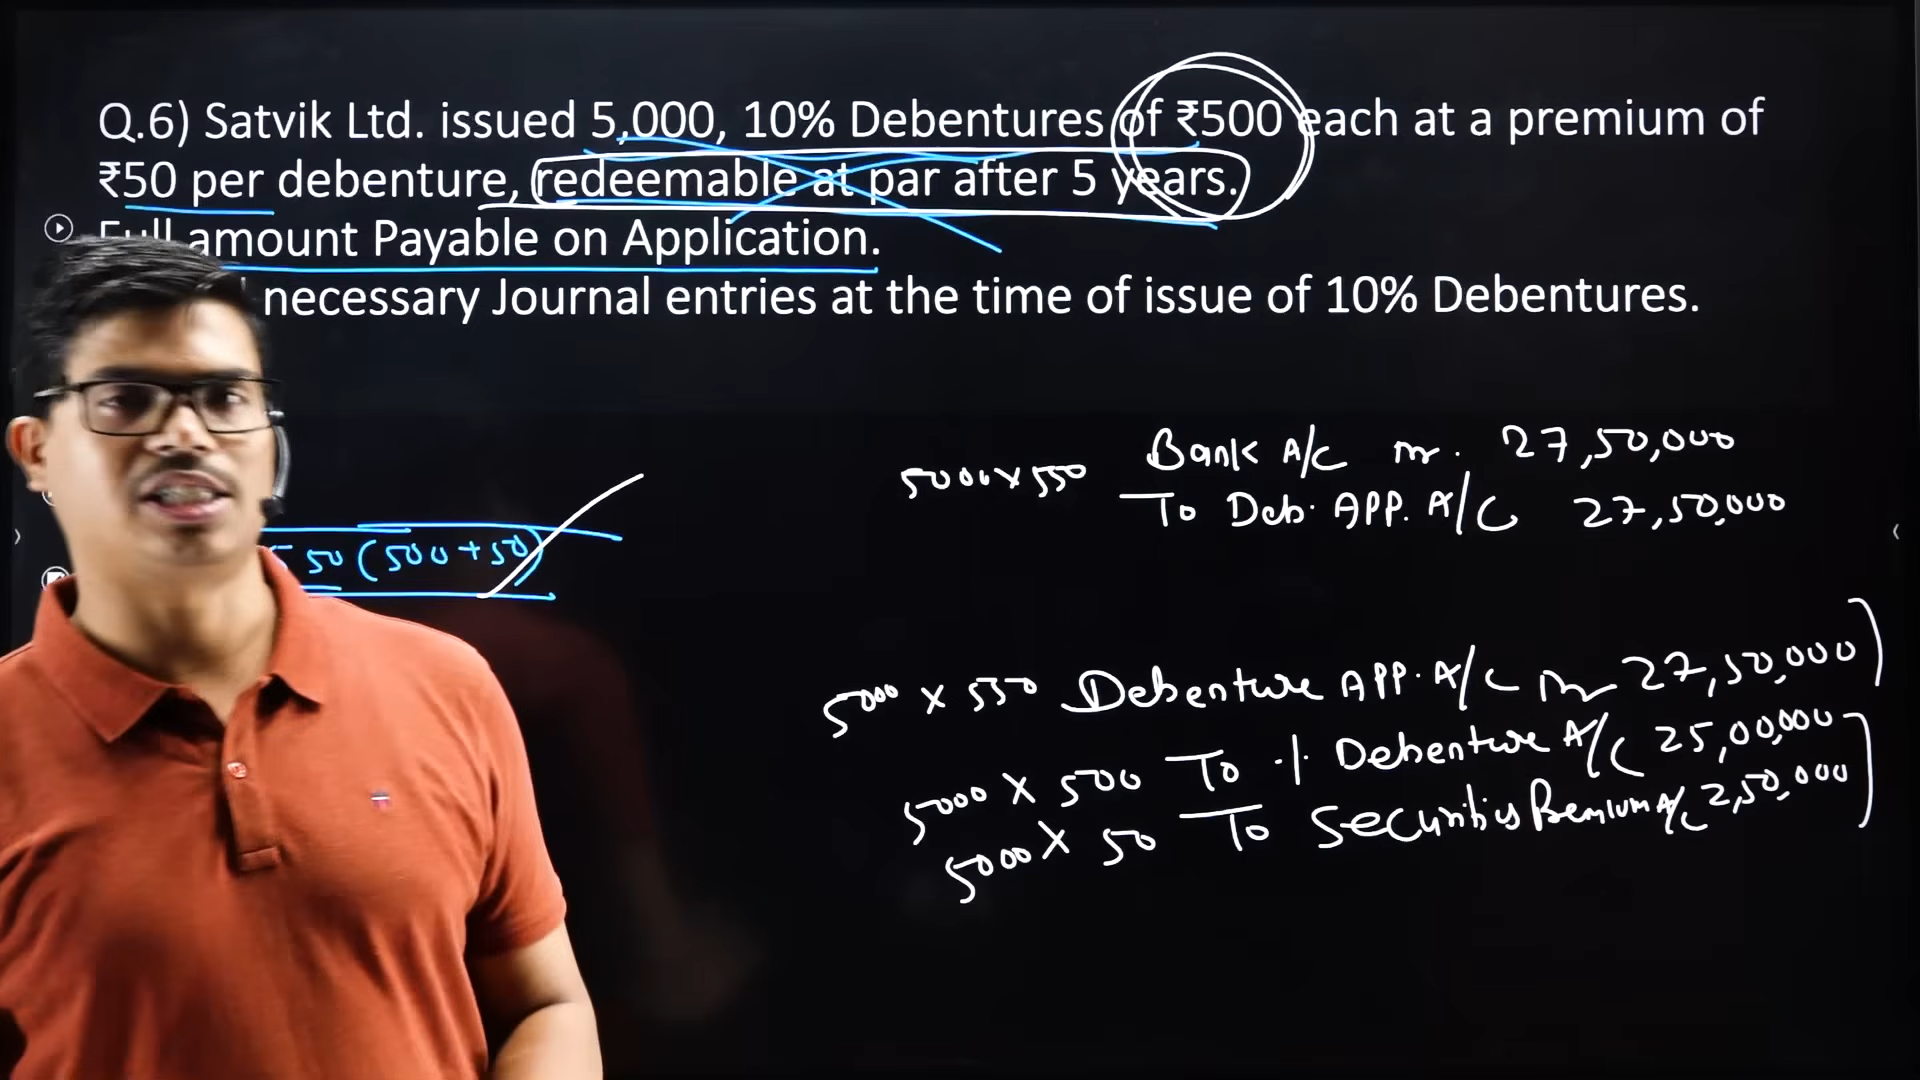 Q.6) Satvik Ltd. issued 5,000, 10% Debentures of ₹500 each at a premium of
₹50 per debenture, redeemable at par after 5 years.
Full amount Payable on Application.
necessary Journal entries at the time of issue of 10% Debentures.
5000 x 550 Bank A/C Dr. 27,50,000
To Deb. APP. A/C 27,50,000
50 (500+50)
5000 x 550 Debenture APP. A/C Dr 27,50,000
5000 x 500 To % Debenture A/C 25,00,000
5000 x 50 To Securities Premium A/C 2,50,000